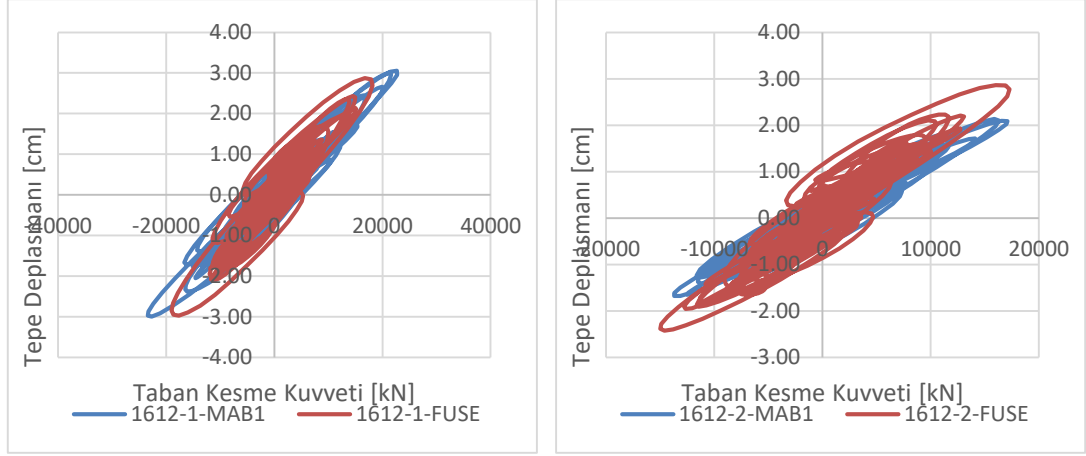 4.00
3.00
2.00
1.00
0.00
-1.00
-2.00
-3.00
-4.00
-40000 -20000 0 20000 40000
Tepe Deplasmanı [cm]
Taban Kesme Kuvveti [kN]
1612-1-MAB1 1612-1-FUSE
4.00
3.00
2.00
1.00
0.00
-1.00
-2.00
-3.00
-20000 -10000 0 10000 20000
Tepe Deplasmanı [cm]
Taban Kesme Kuvveti [kN]
1612-2-MAB1 1612-2-FUSE